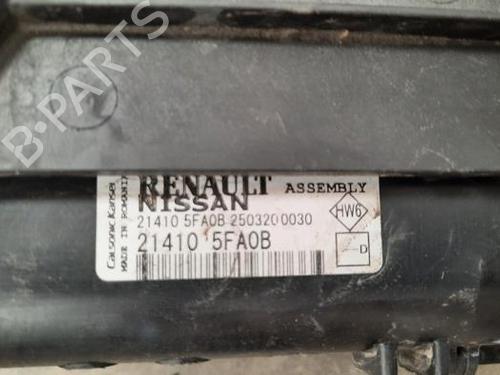 B-PARTS
RENAULT
NISSAN
ASSEMBLY
21410 5FA0B 2503200030
21410 5FA0B
HW6
D
Calsonic Kansei
MADE IN ROMANIA